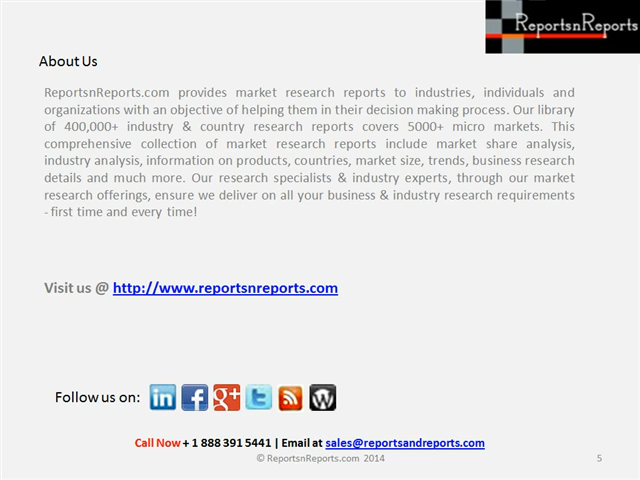 ReportsnReports
About Us
ReportsnReports.com provides market research reports to industries, individuals and
organizations with an objective of helping them in their decision making process. Our library
of 400,000+ industry & country research reports covers 5000+ micro markets. This
comprehensive collection of market research reports include market share analysis,
industry analysis, information on products, countries, market size, trends, business research
details and much more. Our research specialists & industry experts, through our market
research offerings, ensure we deliver on all your business & industry research requirements
- first time and every time!
Visit us @ http://www.reportsnreports.com
Follow us on: in f g+ t W
Call Now + 1 888 391 5441 | Email at sales@reportsandreports.com
© ReportsnReports.com 2014 5